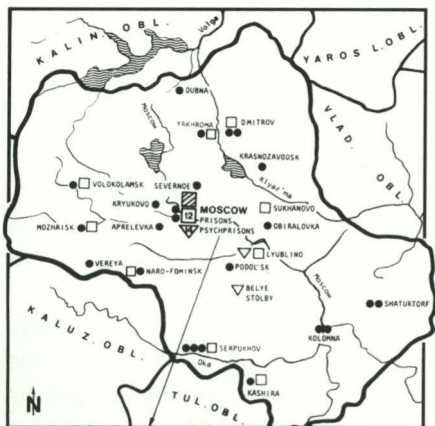 KALIN. OBL.
Volga
YAROSL. OBL.
DUBNA
Moscow
YAKHROMA
DMITROV
VLAD. OBL.
KRASNOZAVODSK
Klyaz'ma
VOLOKOLAMSK
SEVERNOE
KRYUKOVO
12
MOSCOW
PRISONS
SUKHANOVO
MOZHAISK
APRELEVKA
14
PSYCHPRISONS
OBIRALOVKA
LYUBLINO
VEREYA
NARO-FOMINSK
PODOL'SK
Moscow
BELYE
STOLBY
SHATURTORF
KALUZ. OBL.
KOLOMNA
SERPUKHOV
Oka
KASHIRA
N
TUL. OBL.